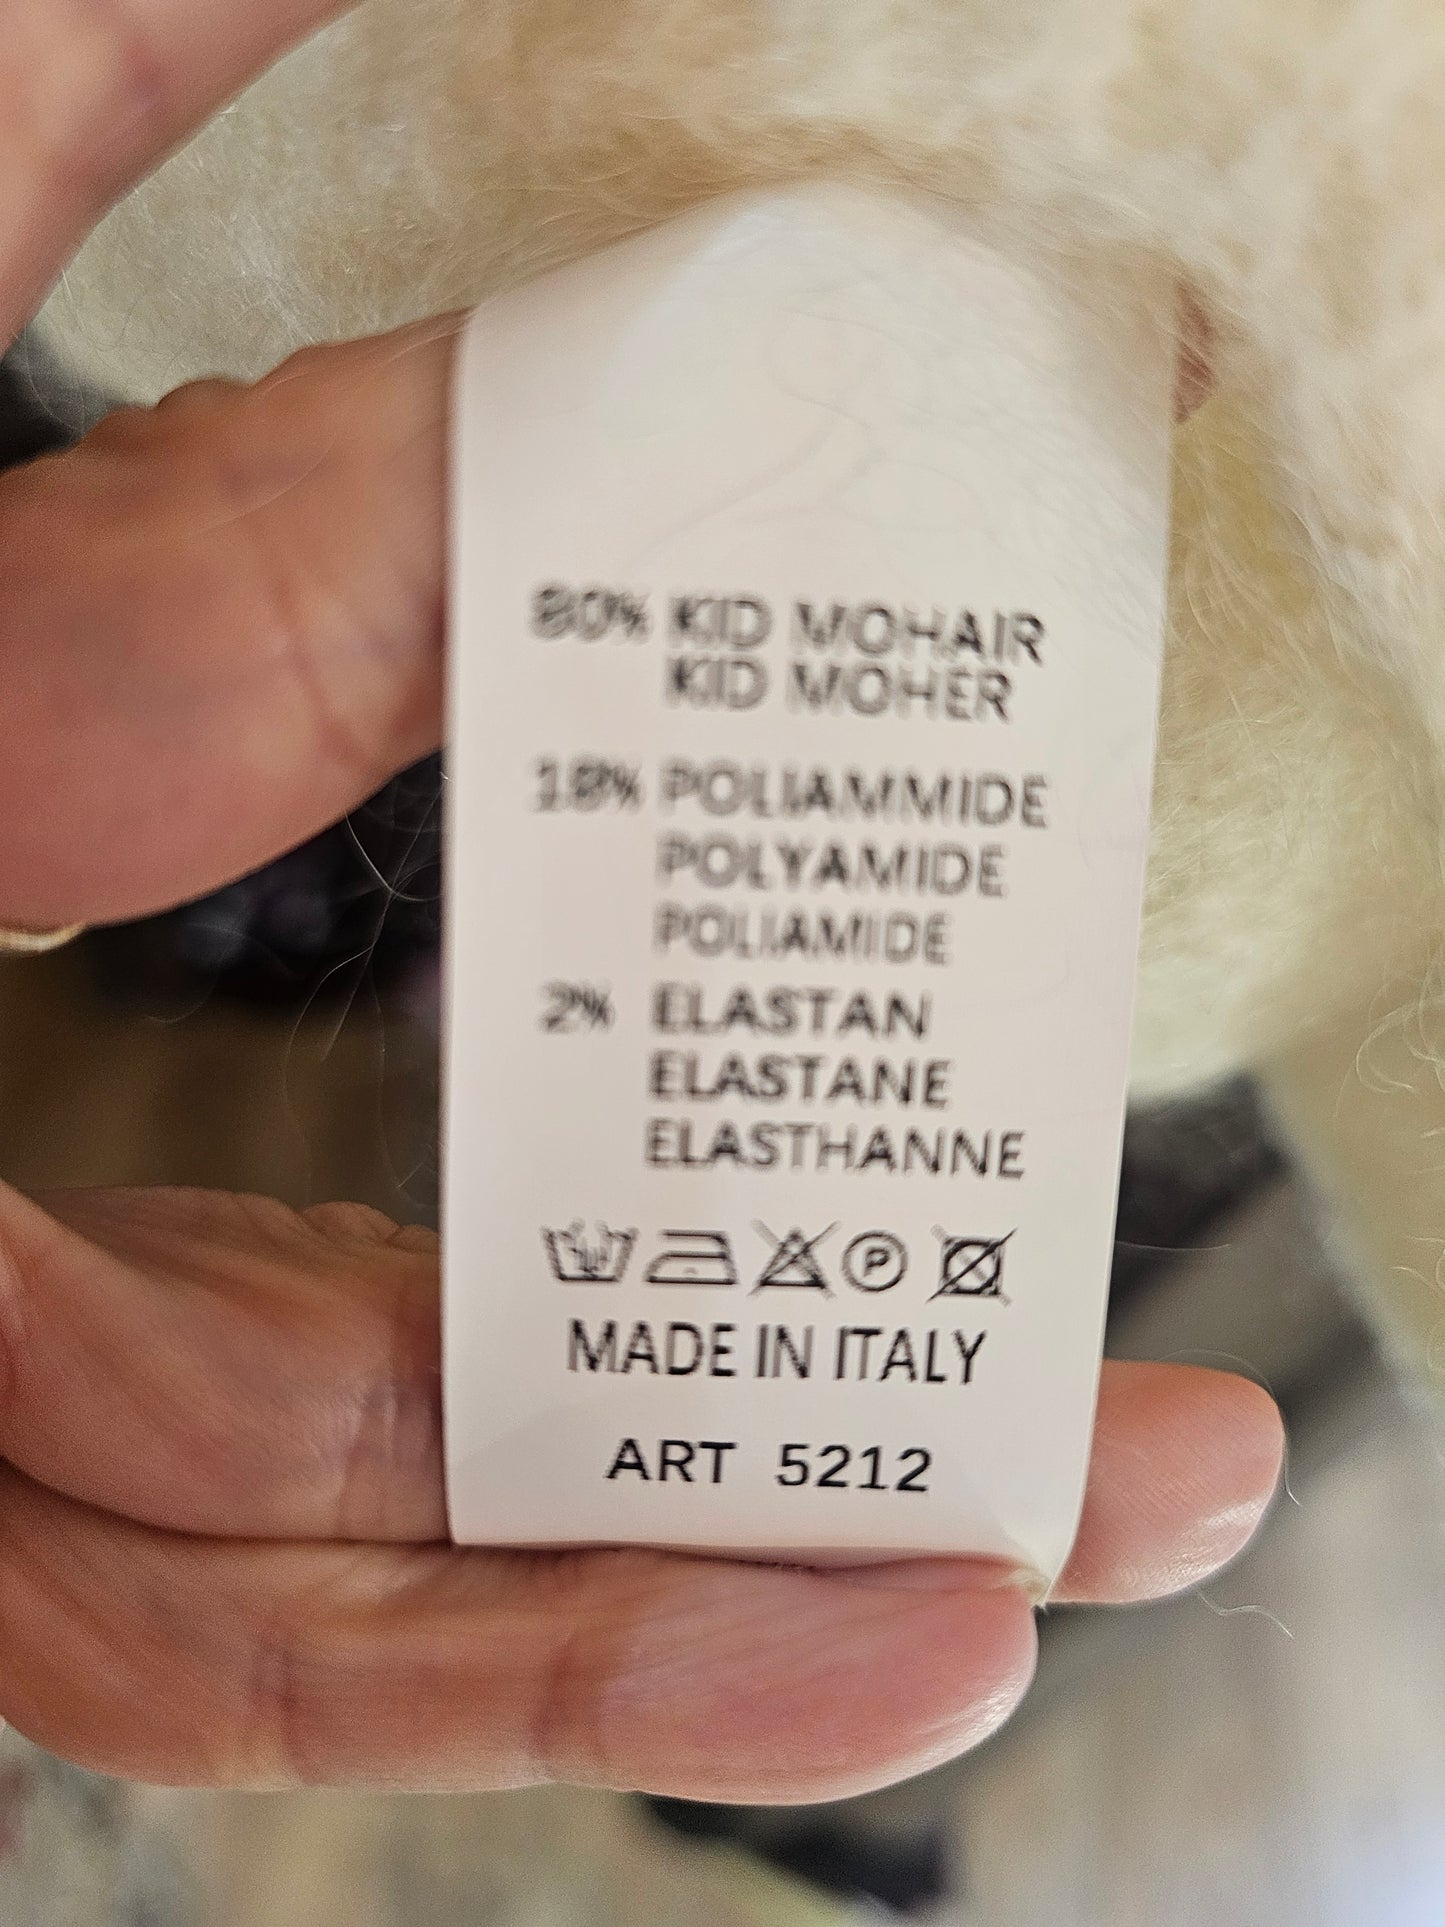 80% KID MOHAIR
KID MOHER
18% POLIAMMIDE
POLYAMIDE
POLIAMIDE
2% ELASTAN
ELASTANE
ELASTHANNE
P
MADE IN ITALY
ART 5212